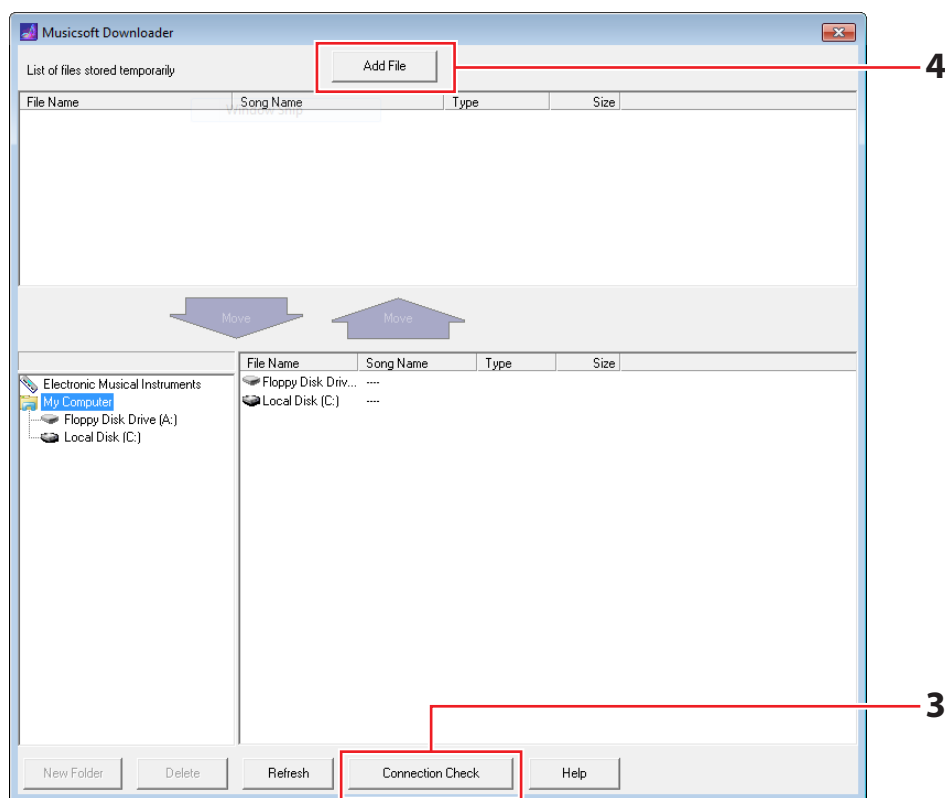 Musicsoft Downloader
List of files stored temporarily
Add File
4
File Name Song Name Type Size
Window Snip
Move Move
File Name Song Name Type Size
Electronic Musical Instruments
Floppy Disk Driv... ----
My Computer
Local Disk (C:) ----
Floppy Disk Drive (A:)
Local Disk (C:)
3
New Folder Delete Refresh Connection Check Help